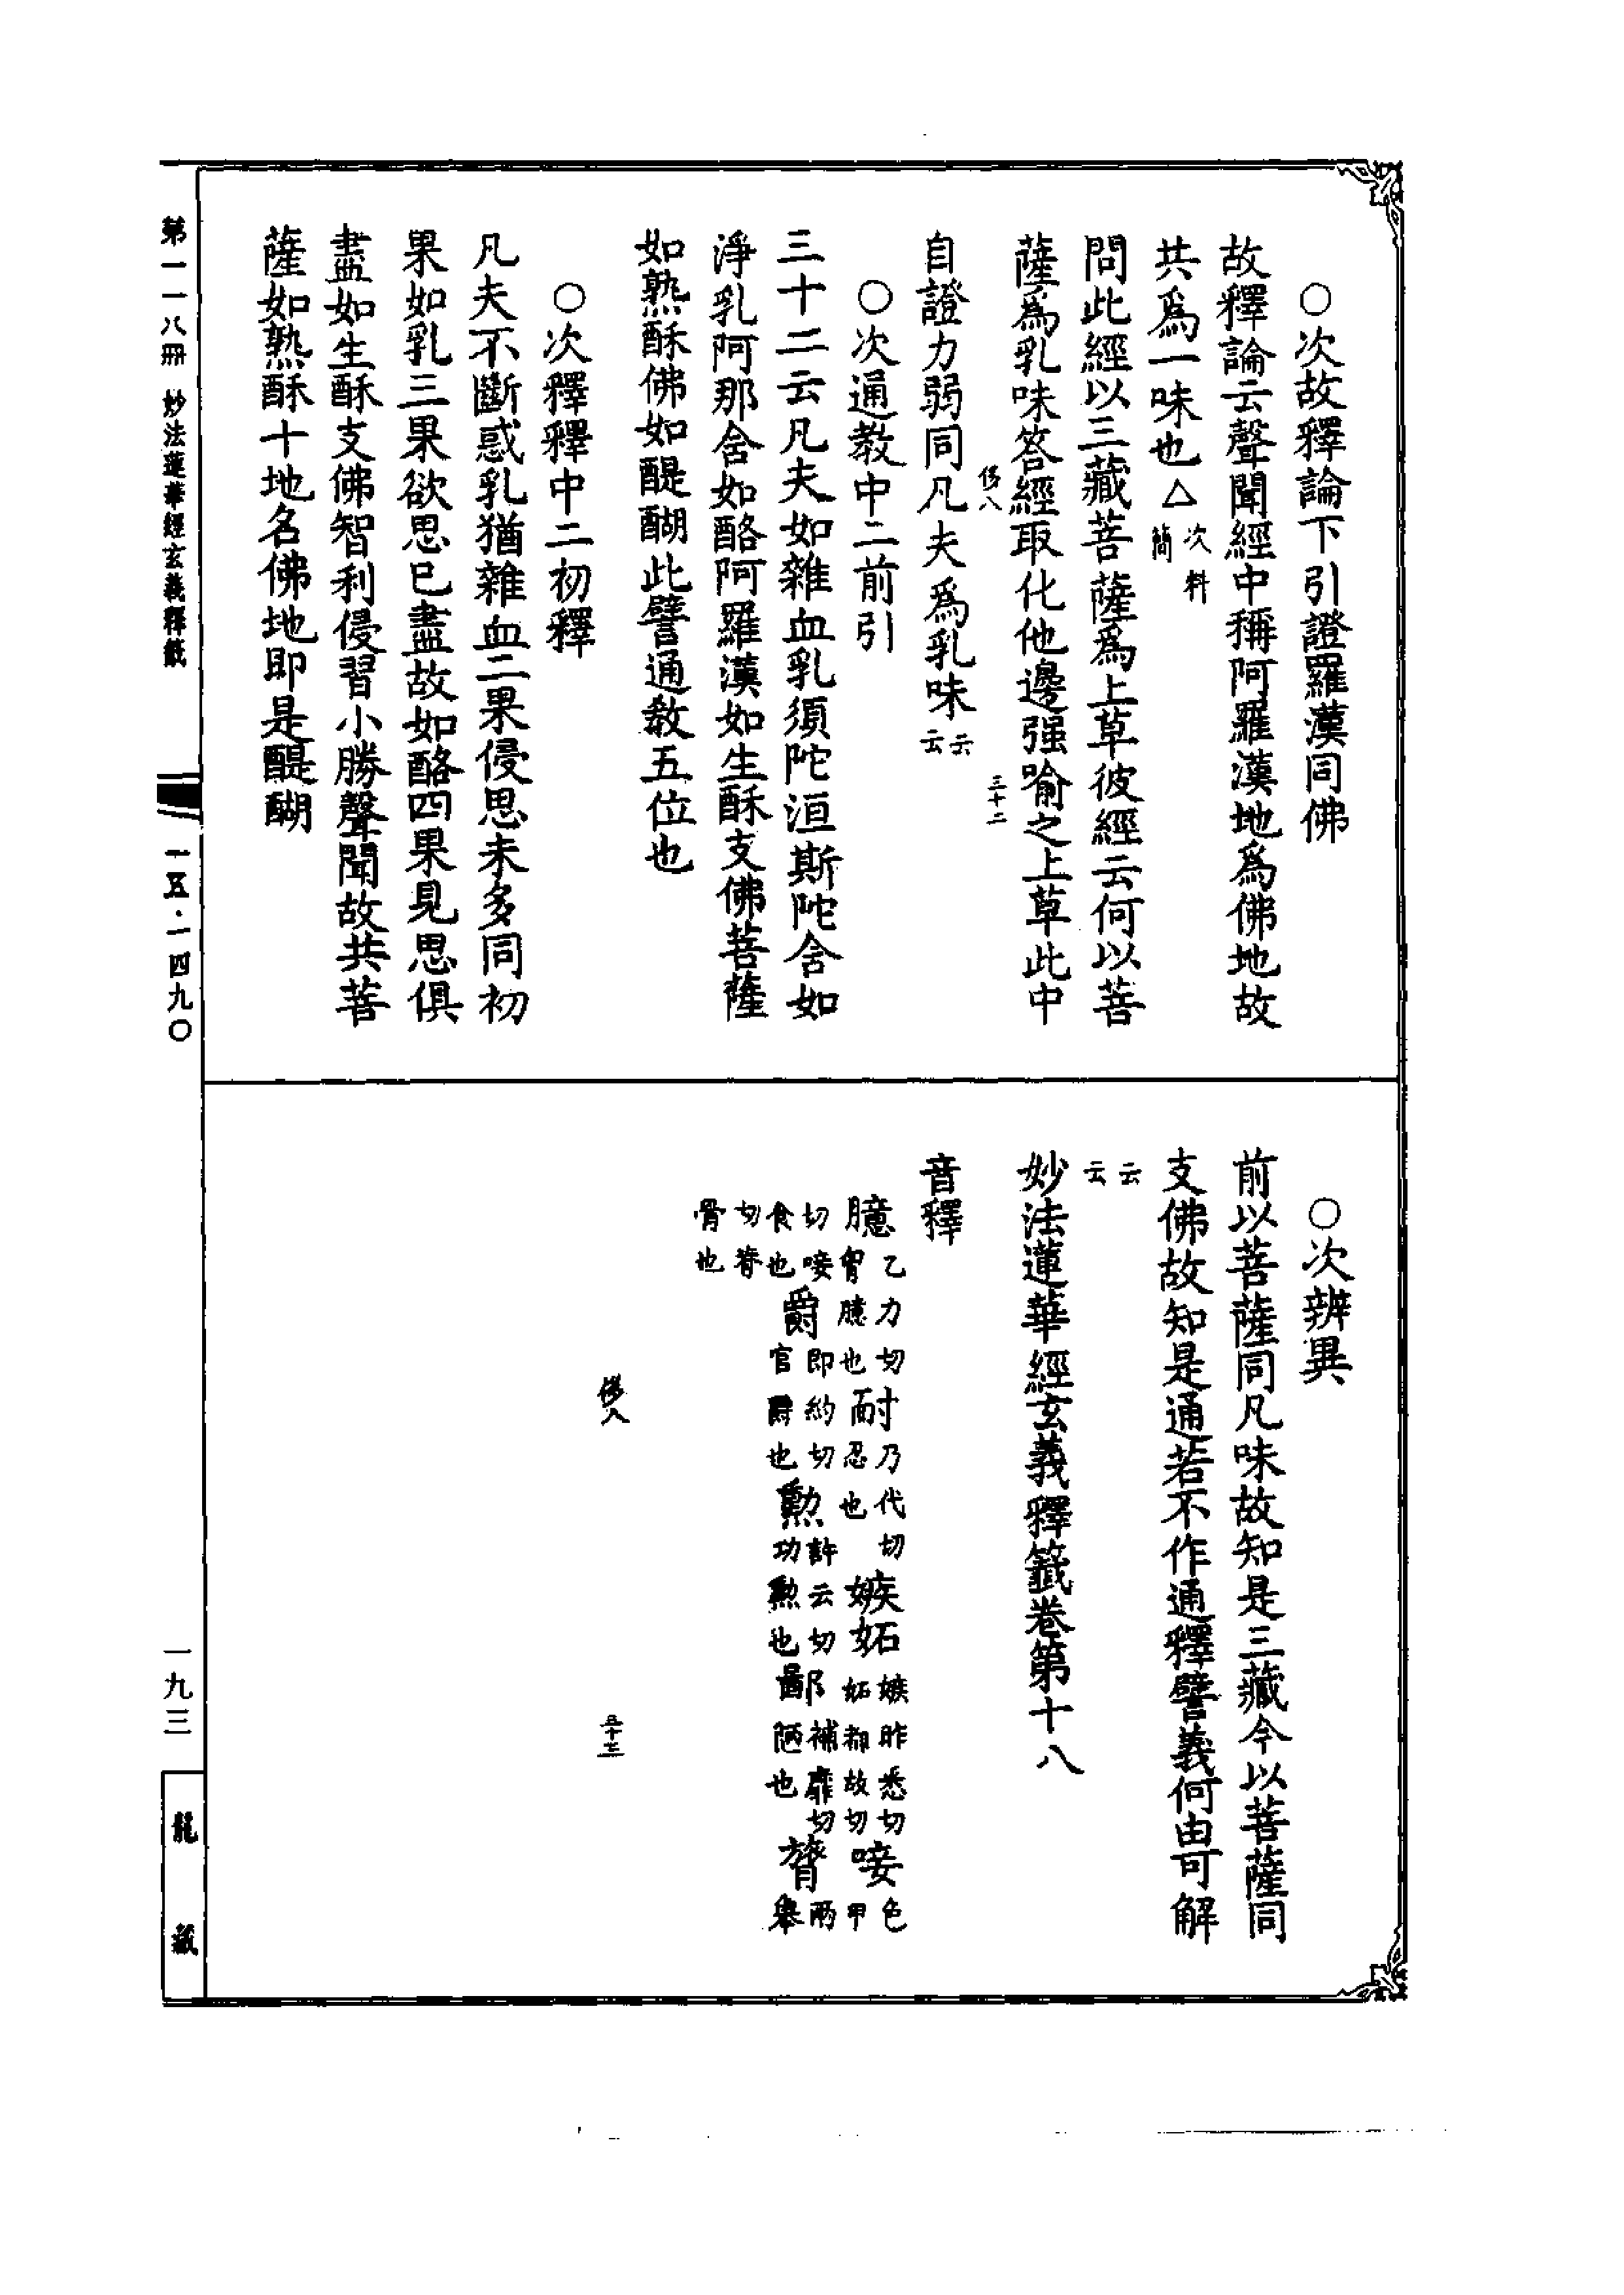 ○次故釋論下引證羅漢同佛
故釋論云聲聞經中稱阿羅漢地爲佛地故
共爲一味也△次料簡
問此經以三藏菩薩爲上草彼經云何以菩
薩爲乳味答經取化他邊强喻之上草此中
自證力弱同凡夫爲乳味云云
○次通教中二前引
三十二云凡夫如雜血乳須陀洹斯陀含如
淨乳阿那含如酪阿羅漢如生酥支佛菩薩
如熟酥佛如醍醐此譬通教五位也
○次釋釋中二初釋
凡夫不斷惑乳猶雜血二果侵思未多同初
果如乳三果欲思已盡故如酪四果見思俱
盡如生酥支佛智利侵習小勝聲聞故共菩
薩如熟酥十地名佛地即是醍醐
○次辨異
前以菩薩同凡味故知是三藏今以菩薩同
支佛故知是通若不作通釋譬義何由可解
云云
妙法蓮華經玄義釋籤卷第十八
音釋
臆乙力切胷臆也 耐乃代切忍也 嫉妬嫉昨悉切妬都故切 唼色甲
切唼食也 爵即約切官爵也 勲許云切功勲也 鄙補靡切陋也 膂兩舉
切脊骨也
三十二
五十三
第一一八冊 妙法蓮華經玄義釋籤
一五·一四九〇
一九三
龍藏